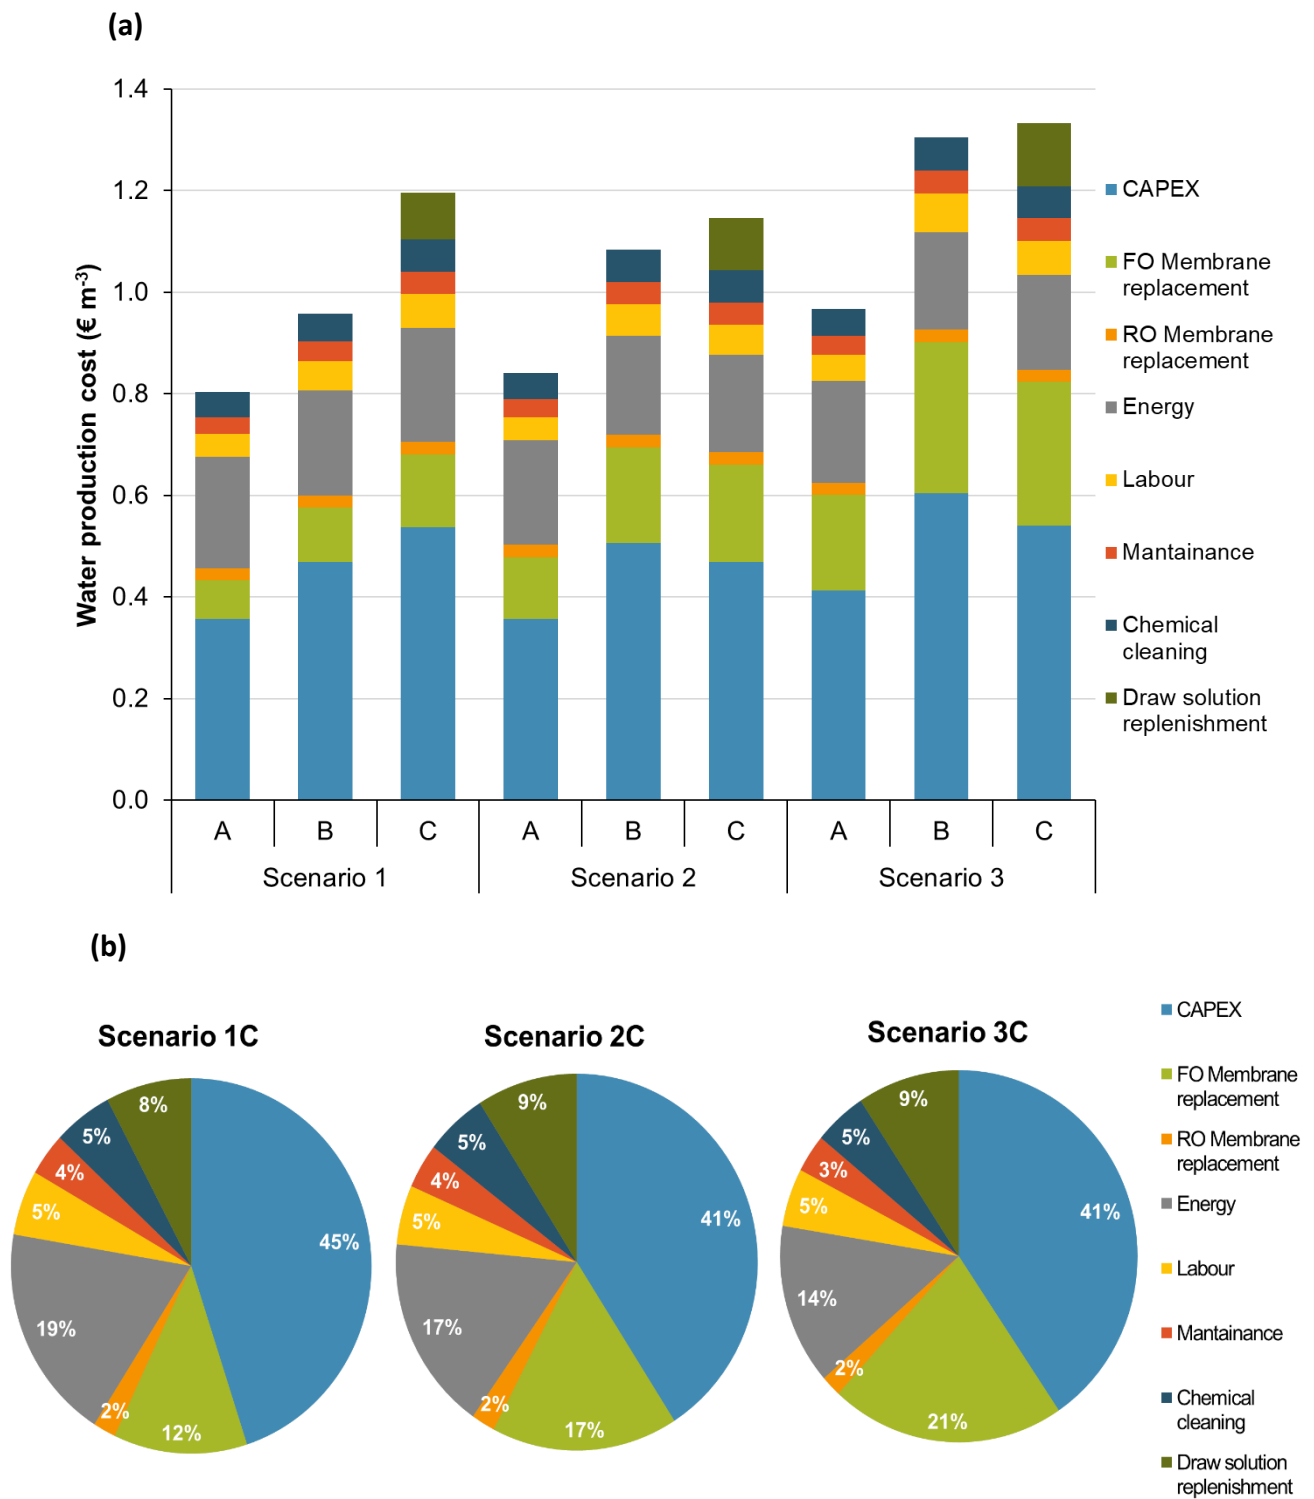 (a)
Water production cost (€ m-3)
1.4
1.2
1.0
0.8
0.6
0.4
0.2
0.0
A B C A B C A B C
Scenario 1 Scenario 2 Scenario 3
CAPEX
FO Membrane
replacement
RO Membrane
replacement
Energy
Labour
Mantainance
Chemical
cleaning
Draw solution
replenishment
(b)
Scenario 1C
45%
12%
2%
19%
5%
4%
5%
8%
Scenario 2C
41%
17%
2%
17%
5%
4%
5%
9%
Scenario 3C
41%
21%
2%
14%
5%
3%
5%
9%
CAPEX
FO Membrane
replacement
RO Membrane
replacement
Energy
Labour
Mantainance
Chemical
cleaning
Draw solution
replenishment